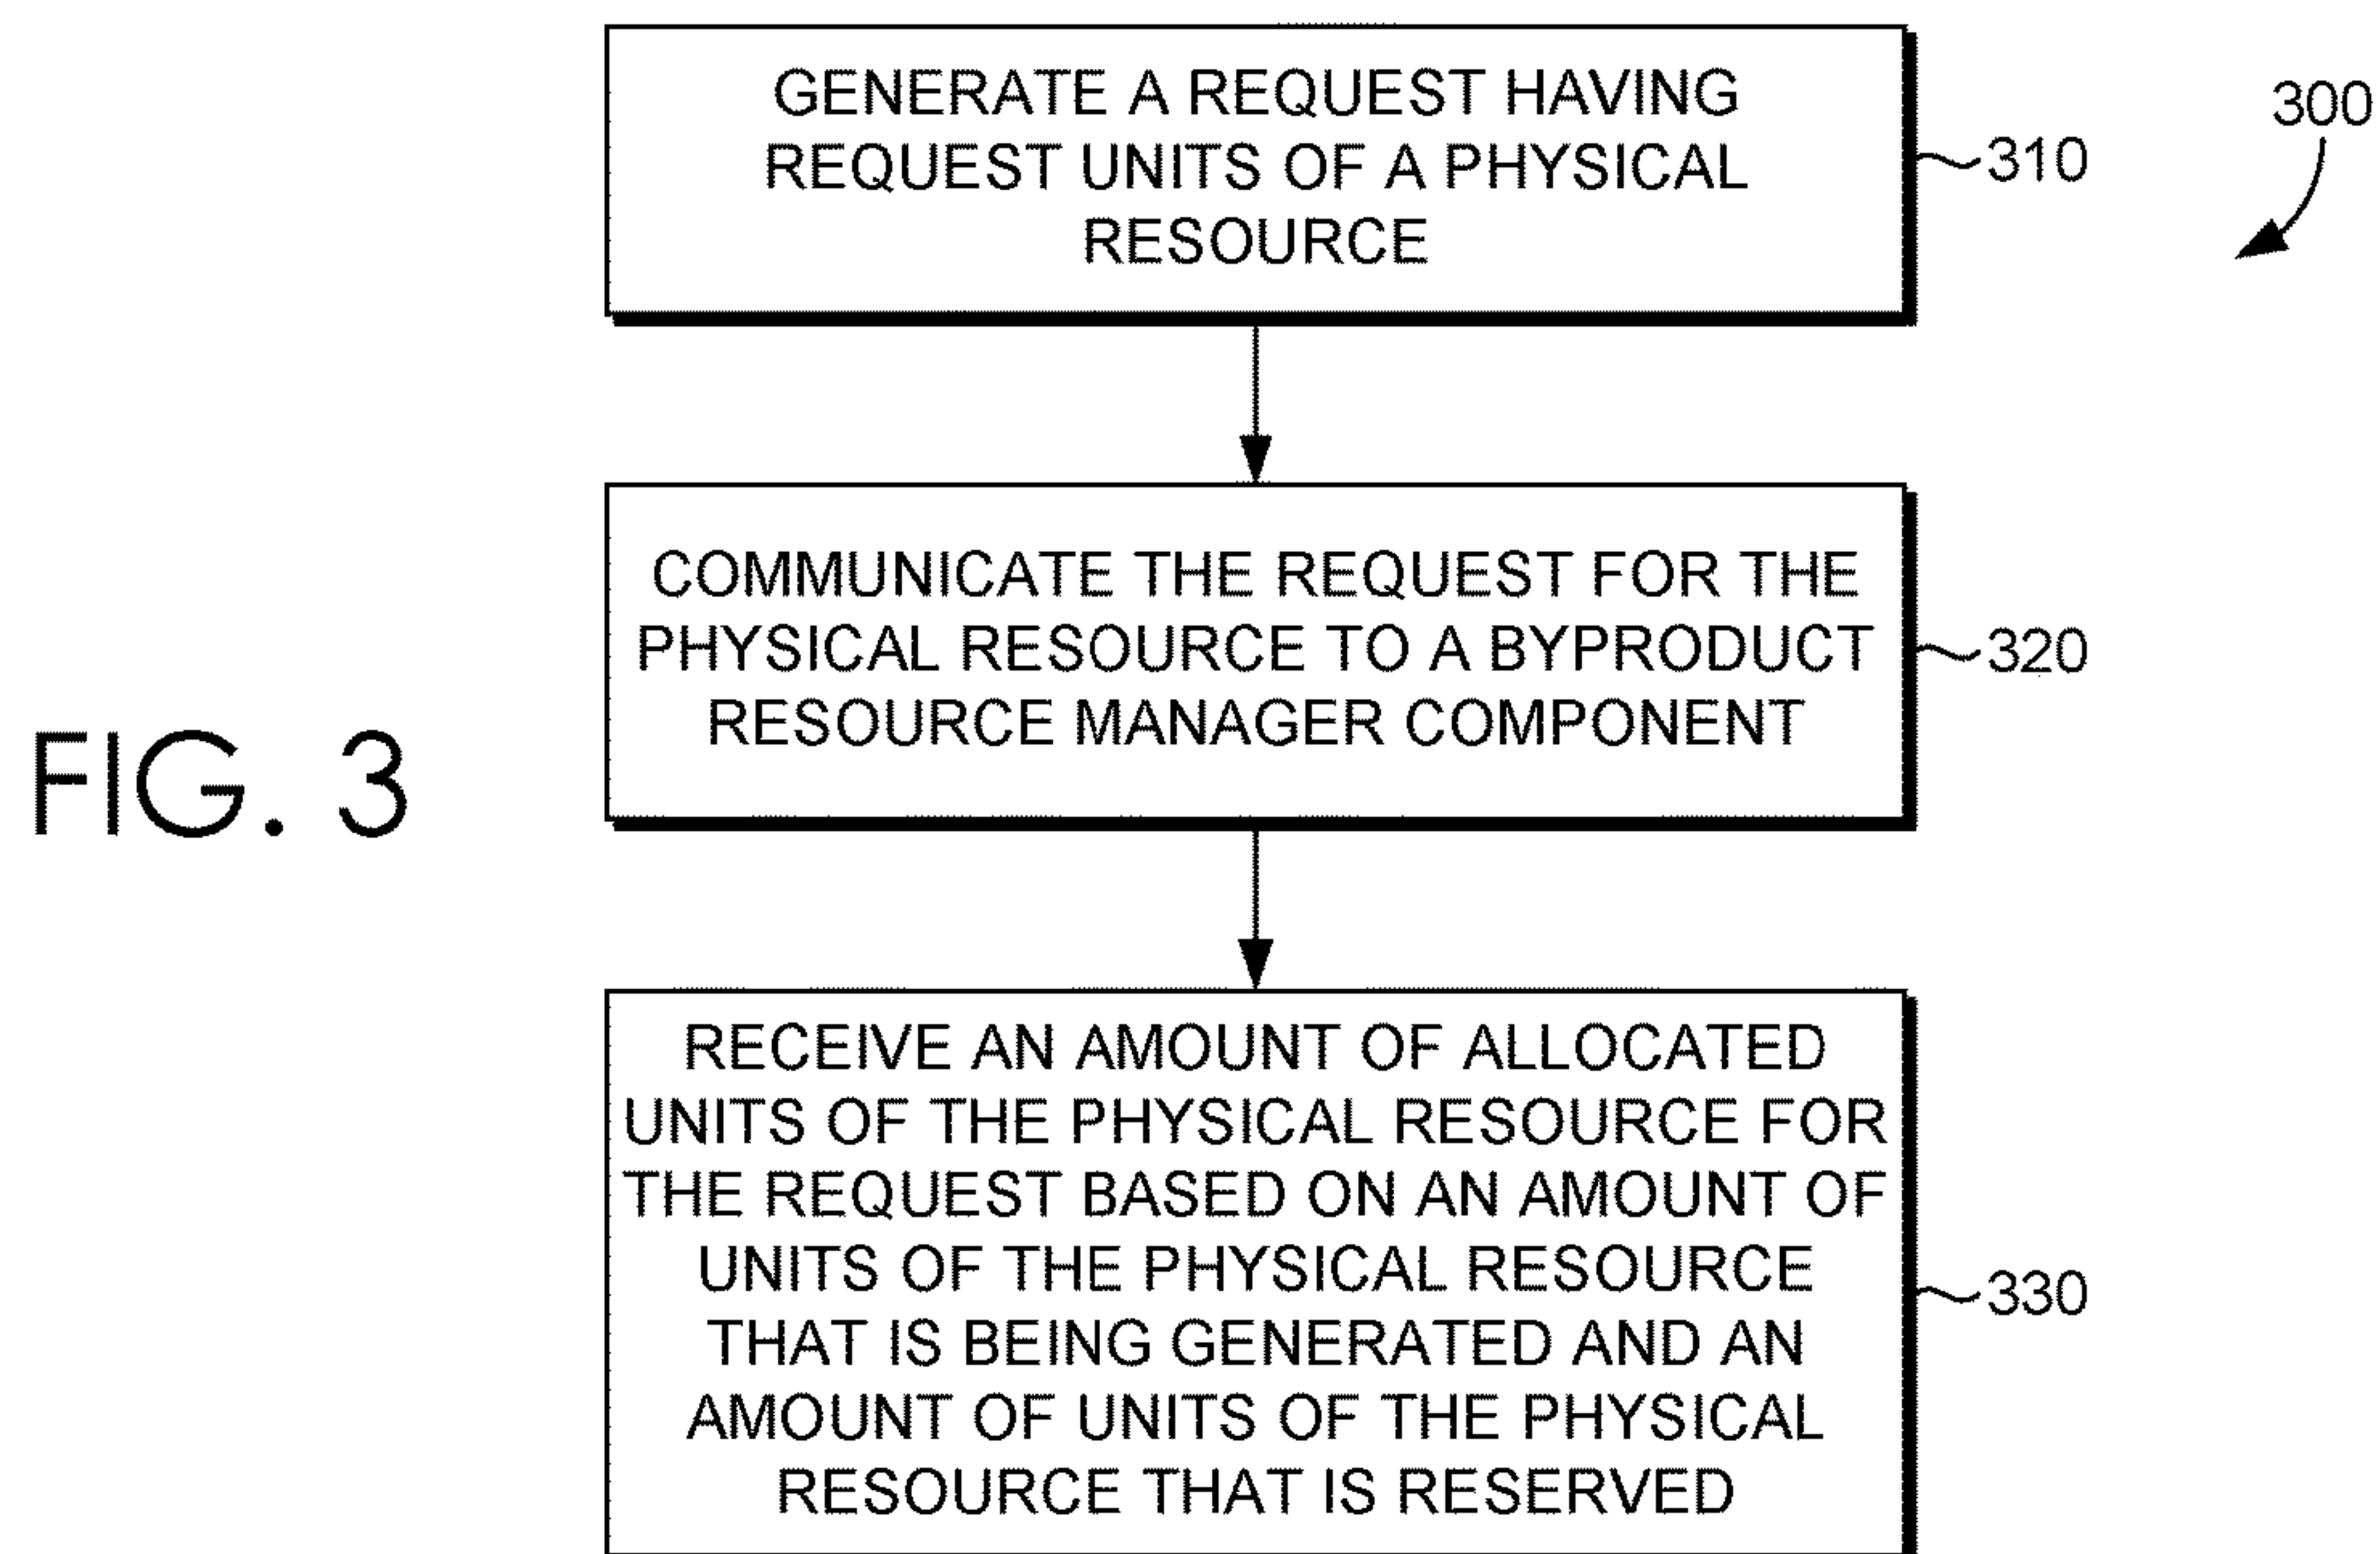 GENERATE A REQUEST HAVING
REQUEST UNITS OF A PHYSICAL
RESOURCE
310
300
COMMUNICATE THE REQUEST FOR THE
PHYSICAL RESOURCE TO A BYPRODUCT
RESOURCE MANAGER COMPONENT
320
FIG. 3
RECEIVE AN AMOUNT OF ALLOCATED
UNITS OF THE PHYSICAL RESOURCE FOR
THE REQUEST BASED ON AN AMOUNT OF
UNITS OF THE PHYSICAL RESOURCE
THAT IS BEING GENERATED AND AN
AMOUNT OF UNITS OF THE PHYSICAL
RESOURCE THAT IS RESERVED
330